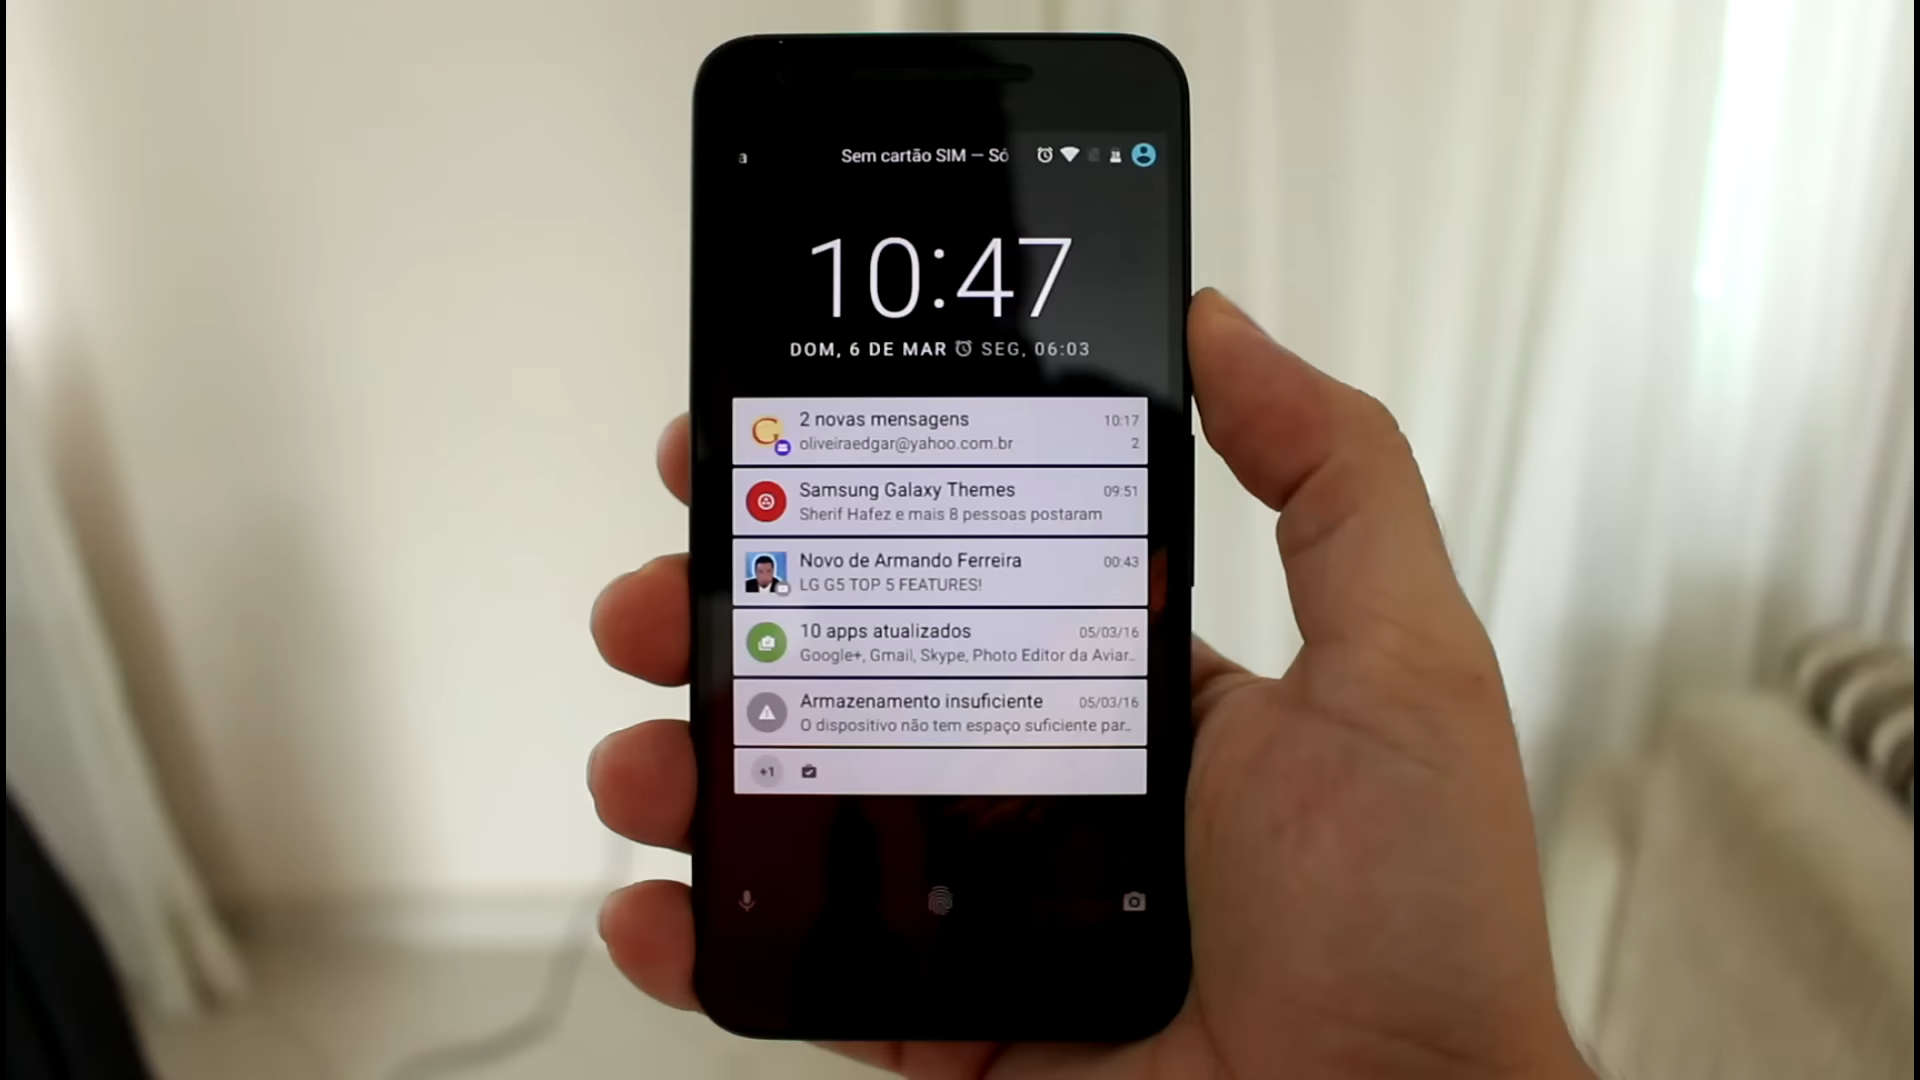 Sem cartão SIM — Só
10:47
DOM, 6 DE MAR SEG, 06:03
2 novas mensagens 10:17
oliveiraedgar@yahoo.com.br 2
Samsung Galaxy Themes 09:51
Sherif Hafez e mais 8 pessoas postaram
Novo de Armando Ferreira 00:43
LG G5 TOP 5 FEATURES!
10 apps atualizados 05/03/16
Google+, Gmail, Skype, Photo Editor da Aviar..
Armazenamento insuficiente 05/03/16
O dispositivo não tem espaço suficiente par..
+1